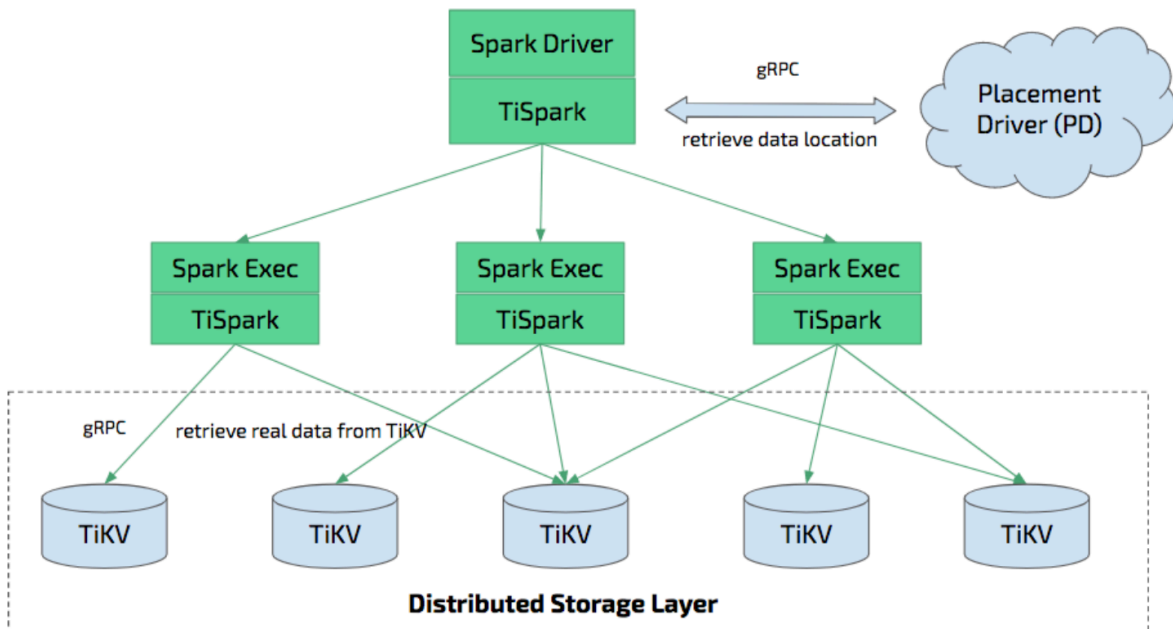 Spark Driver
TiSpark
gRPC
retrieve data location
Placement
Driver (PD)
Spark Exec
TiSpark
Spark Exec
TiSpark
Spark Exec
TiSpark
gRPC
retrieve real data from TiKV
TiKV
TiKV
TiKV
TiKV
TiKV
Distributed Storage Layer